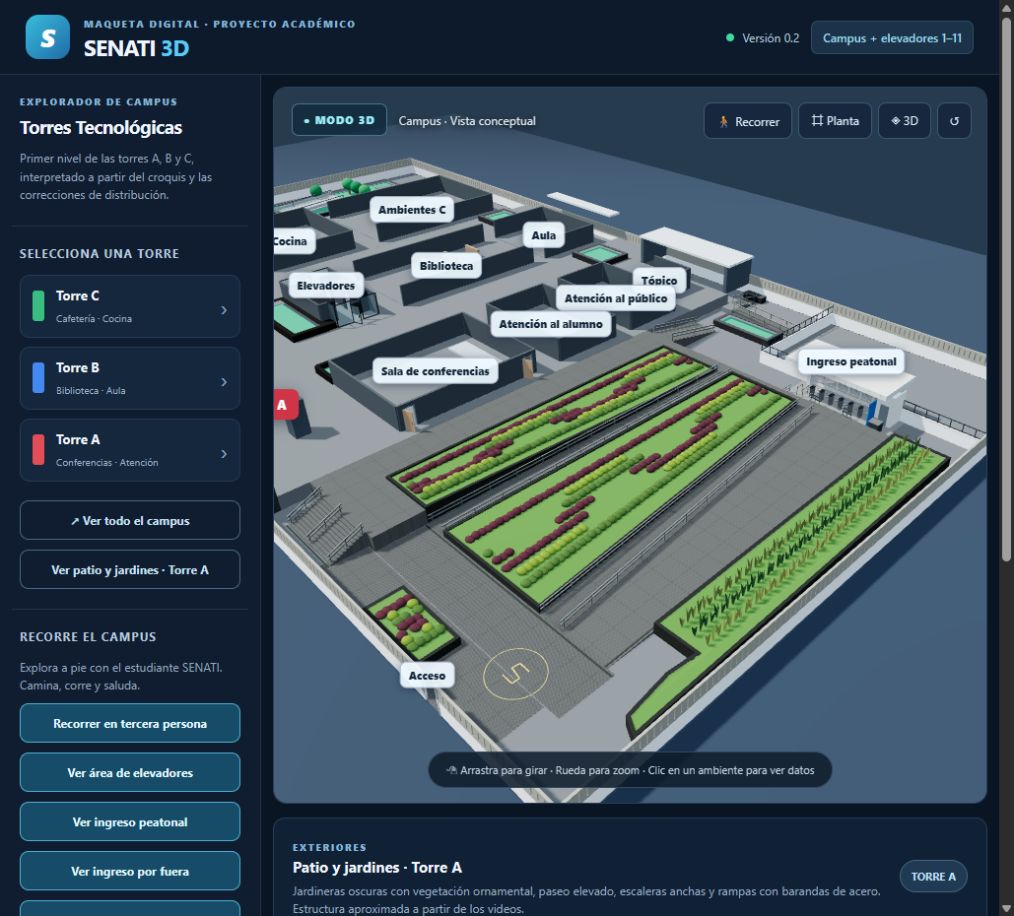 S
MAQUETA DIGITAL · PROYECTO ACADÉMICO
SENATI 3D
Versión 0.2
Campus + elevadores 1–11
EXPLORADOR DE CAMPUS
Torres Tecnológicas
Primer nivel de las torres A, B y C,
interpretado a partir del croquis y las
correcciones de distribución.
SELECCIONA UNA TORRE
Torre C
Cafetería · Cocina
Torre B
Biblioteca · Aula
Torre A
Conferencias · Atención
↗ Ver todo el campus
Ver patio y jardines · Torre A
RECORRE EL CAMPUS
Explora a pie con el estudiante SENATI.
Camina, corre y saluda.
Recorrer en tercera persona
Ver área de elevadores
Ver ingreso peatonal
Ver ingreso por fuera
MODO 3D
Campus · Vista conceptual
Recorrer
Planta
3D
Ambientes C
Cocina
Aula
Biblioteca
Elevadores
Tópico
Atención al público
Atención al alumno
Sala de conferencias
Ingreso peatonal
A
Acceso
S
Arrastra para girar · Rueda para zoom · Clic en un ambiente para ver datos
EXTERIORES
Patio y jardines · Torre A
Jardineras oscuras con vegetación ornamental, paseo elevado, escaleras anchas y rampas con barandas de acero.
Estructura aproximada a partir de los videos.
TORRE A